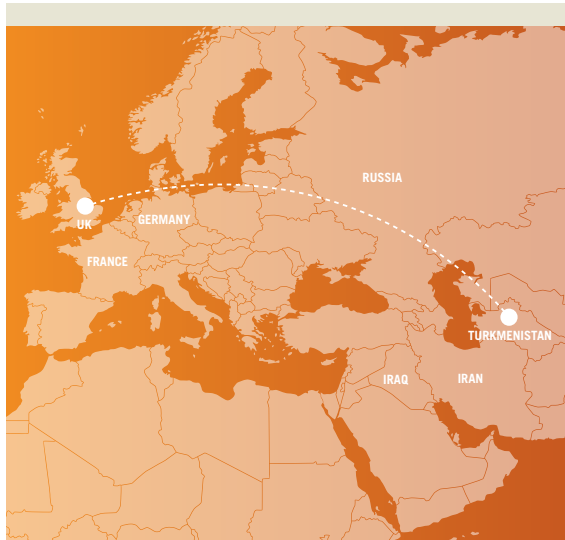 RUSSIA
GERMANY
UK
FRANCE
TURKMENISTAN
IRAQ
IRAN